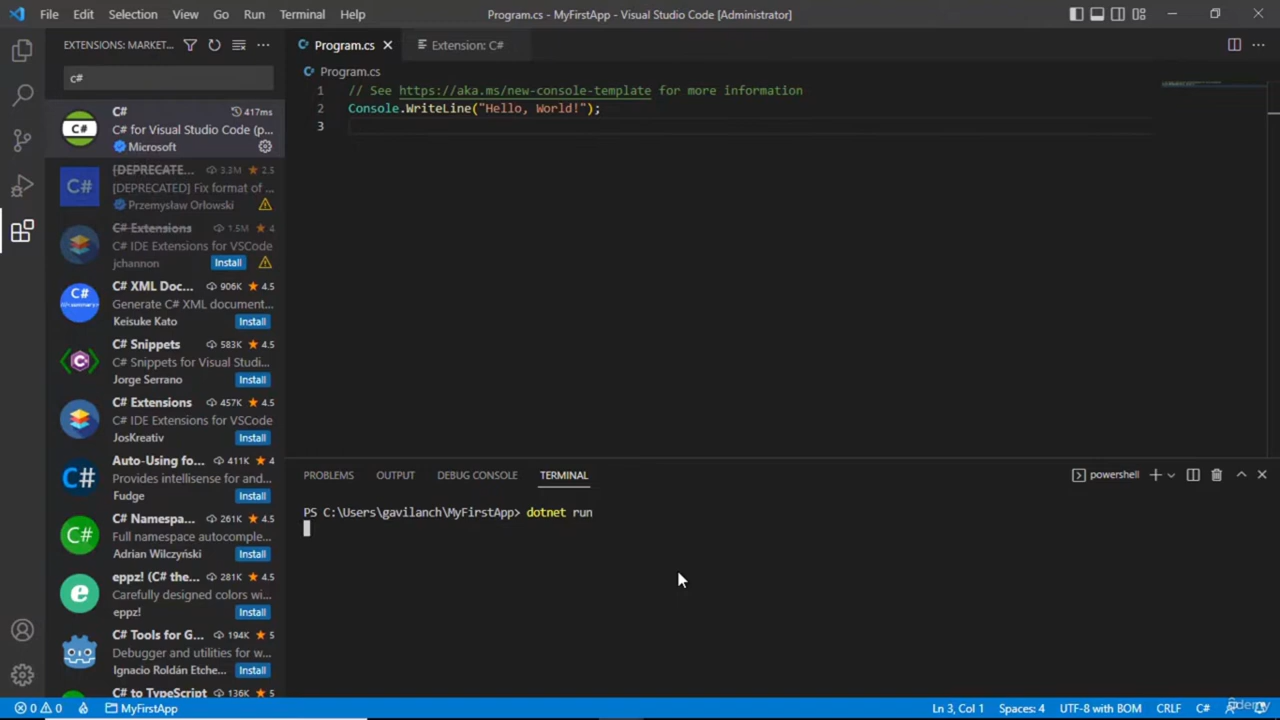 File Edit Selection View Go Run Terminal Help
Program.cs - MyFirstApp - Visual Studio Code [Administrator]
EXTENSIONS: MARKET...
c#
C# 417ms
C# for Visual Studio Code (p...
Microsoft
[DEPRECATE... 3.3M 2.5
[DEPRECATED] Fix format of ...
Przemysław Orłowski
C# Extensions 1.5M 4
C# IDE Extensions for VSCode
jchannon Install
C# XML Doc... 906K 4.5
Generate C# XML document...
Keisuke Kato Install
C# Snippets 583K 4.5
C# Snippets for Visual Studi...
Jorge Serrano Install
C# Extensions 457K 4.5
C# IDE Extensions for VSCode
JosKreativ Install
Auto-Using fo... 411K 4
Provides intellisense for and...
Fudge Install
C# Namespa... 261K 4.5
Full namespace autocomple...
Adrian Wilczyński Install
eppz! (C# the... 281K 4.5
Carefully designed colors wi...
eppz! Install
C# Tools for G... 194K 5
Debugger and utilities for w...
Ignacio Roldán Etche... Install
C# to TypeScript 136K 5
Program.cs Extension: C#
Program.cs
1 // See https://aka.ms/new-console-template for more information
2 Console.WriteLine("Hello, World!");
3
PROBLEMS OUTPUT DEBUG CONSOLE TERMINAL powershell
PS C:\Users\gavilanch\MyFirstApp> dotnet run
0 0 MyFirstApp Ln 3, Col 1 Spaces: 4 UTF-8 with BOM CRLF C#
Udemy